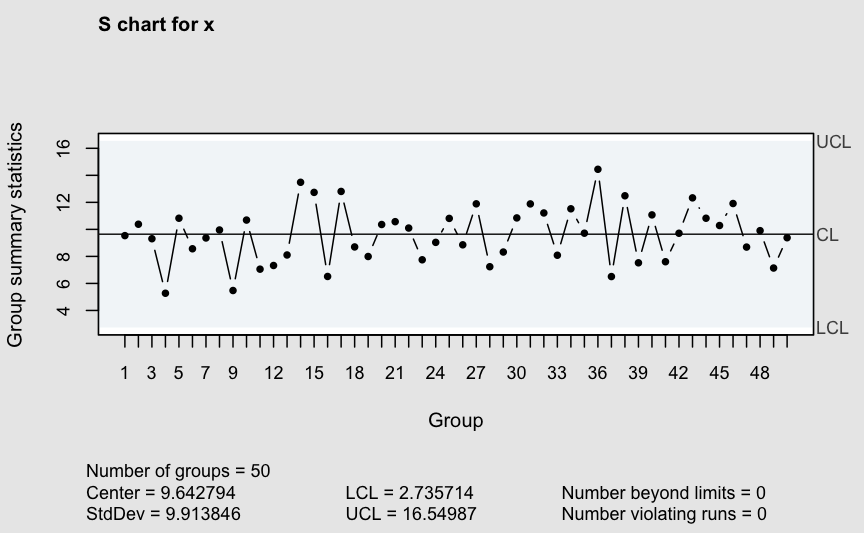 S chart for x
Group summary statistics
16
12
8
6
4
UCL
CL
LCL
1 3 5 7 9 12 15 18 21 24 27 30 33 36 39 42 45 48
Group
Number of groups = 50
Center = 9.642794 LCL = 2.735714 Number beyond limits = 0
StdDev = 9.913846 UCL = 16.54987 Number violating runs = 0